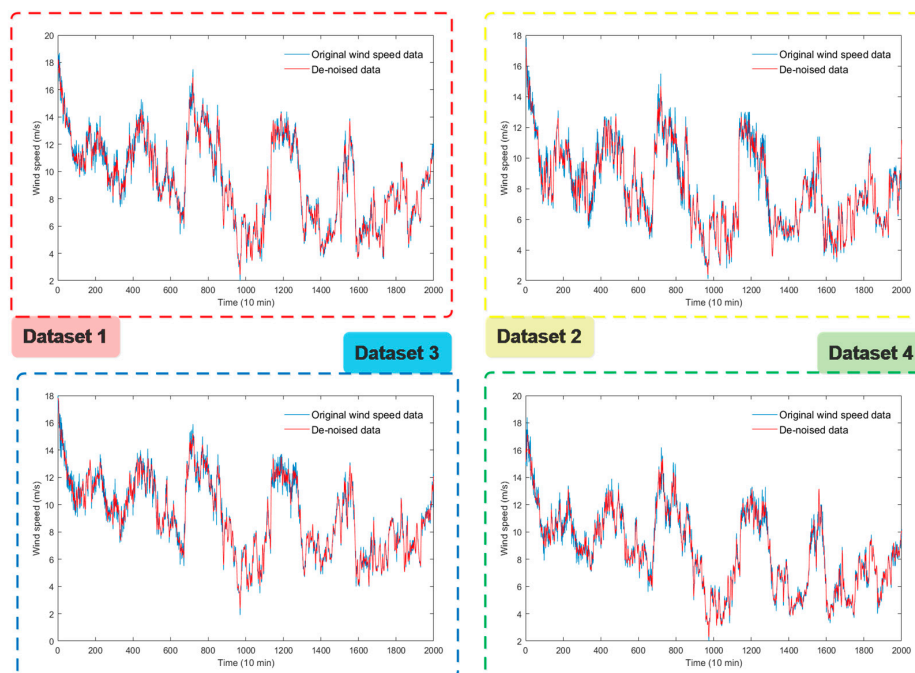 20
18
16
14
12
10
8
6
4
2
Wind speed (m/s)
Original wind speed data
De-noised data
0 200 400 600 800 1000 1200 1400 1600 1800 2000
Time (10 min)
Dataset 1
18
16
14
12
10
8
6
4
2
Wind speed (m/s)
Original wind speed data
De-noised data
0 200 400 600 800 1000 1200 1400 1600 1800 2000
Time (10 min)
Dataset 2
Dataset 3
18
16
14
12
10
8
6
4
2
0
Wind speed (m/s)
Original wind speed data
De-noised data
0 200 400 600 800 1000 1200 1400 1600 1800 2000
Time (10 min)
Dataset 4
20
18
16
14
12
10
8
6
4
2
Wind speed (m/s)
Original wind speed data
De-noised data
0 200 400 600 800 1000 1200 1400 1600 1800 2000
Time (10 min)